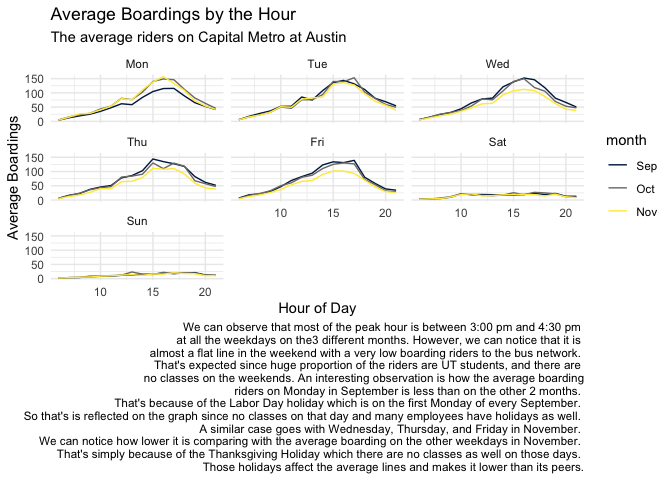 Average Boardings by the Hour
The average riders on Capital Metro at Austin
Mon
Tue
Wed
150
100
50
0
Thu
Fri
Sat
150
100
50
0
10
15
20
10
15
20
Sun
150
100
50
0
10
15
20
Average Boardings
Hour of Day
month
Sep
Oct
Nov
We can observe that most of the peak hour is between 3:00 pm and 4:30 pm
at all the weekdays on the3 different months. However, we can notice that it is
almost a flat line in the weekend with a very low boarding riders to the bus network.
That's expected since huge proportion of the riders are UT students, and there are
no classes on the weekends. An interesting observation is how the average boarding
riders on Monday in September is less than on the other 2 months.
That's because of the Labor Day holiday which is on the first Monday of every September.
So that's is reflected on the graph since no classes on that day and many employees have holidays as well.
A similar case goes with Wednesday, Thursday, and Friday in November.
We can notice how lower it is comparing with the average boarding on the other weekdays in November.
That's simply because of the Thanksgiving Holiday which there are no classes as well on those days.
Those holidays affect the average lines and makes it lower than its peers.